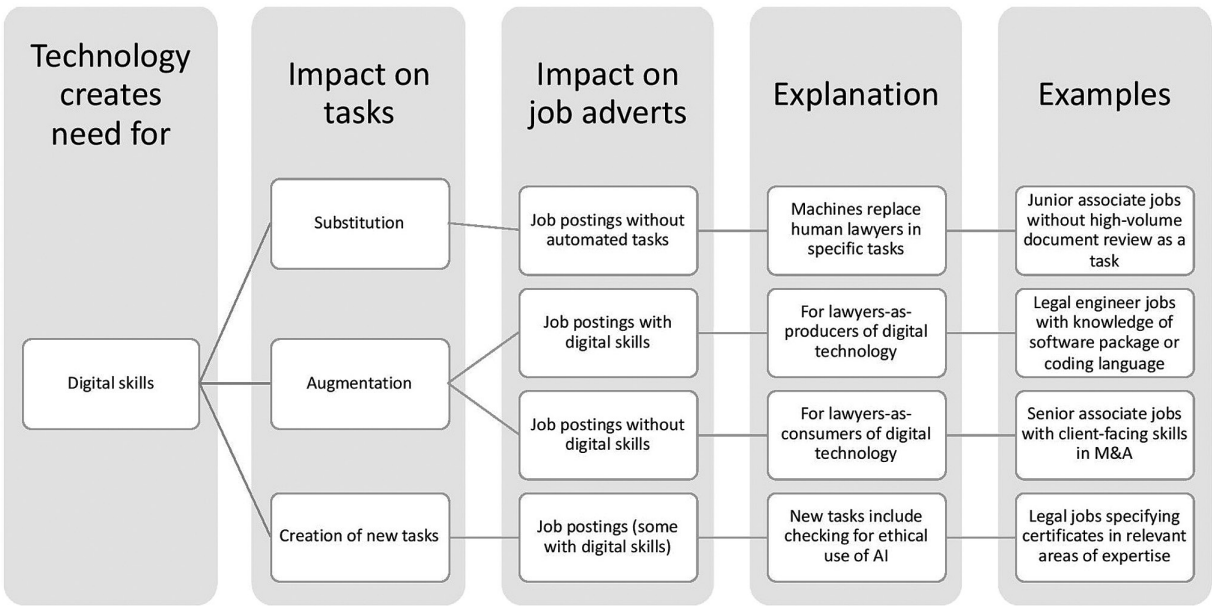 Technology
creates
need for
Impact on
tasks
Impact on
job adverts
Explanation
Examples
Digital skills
Substitution
Job postings without
automated tasks
Machines replace
human lawyers in
specific tasks
Junior associate jobs
without high-volume
document review as a
task
Augmentation
Job postings with
digital skills
For lawyers-as-
producers of digital
technology
Legal engineer jobs
with knowledge of
software package or
coding language
Job postings without
digital skills
For lawyers-as-
consumers of digital
technology
Senior associate jobs
with client-facing skills
in M&A
Creation of new tasks
Job postings (some
with digital skills)
New tasks include
checking for ethical
use of AI
Legal jobs specifying
certificates in relevant
areas of expertise